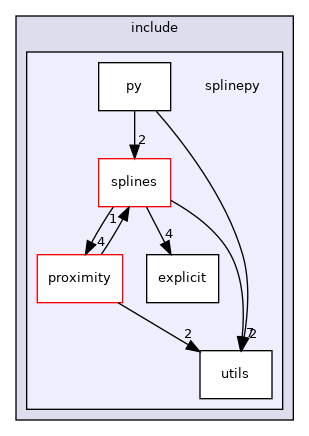 include
py
splinepy
2
splines
1
4
4
proximity
explicit
2
7
2
utils